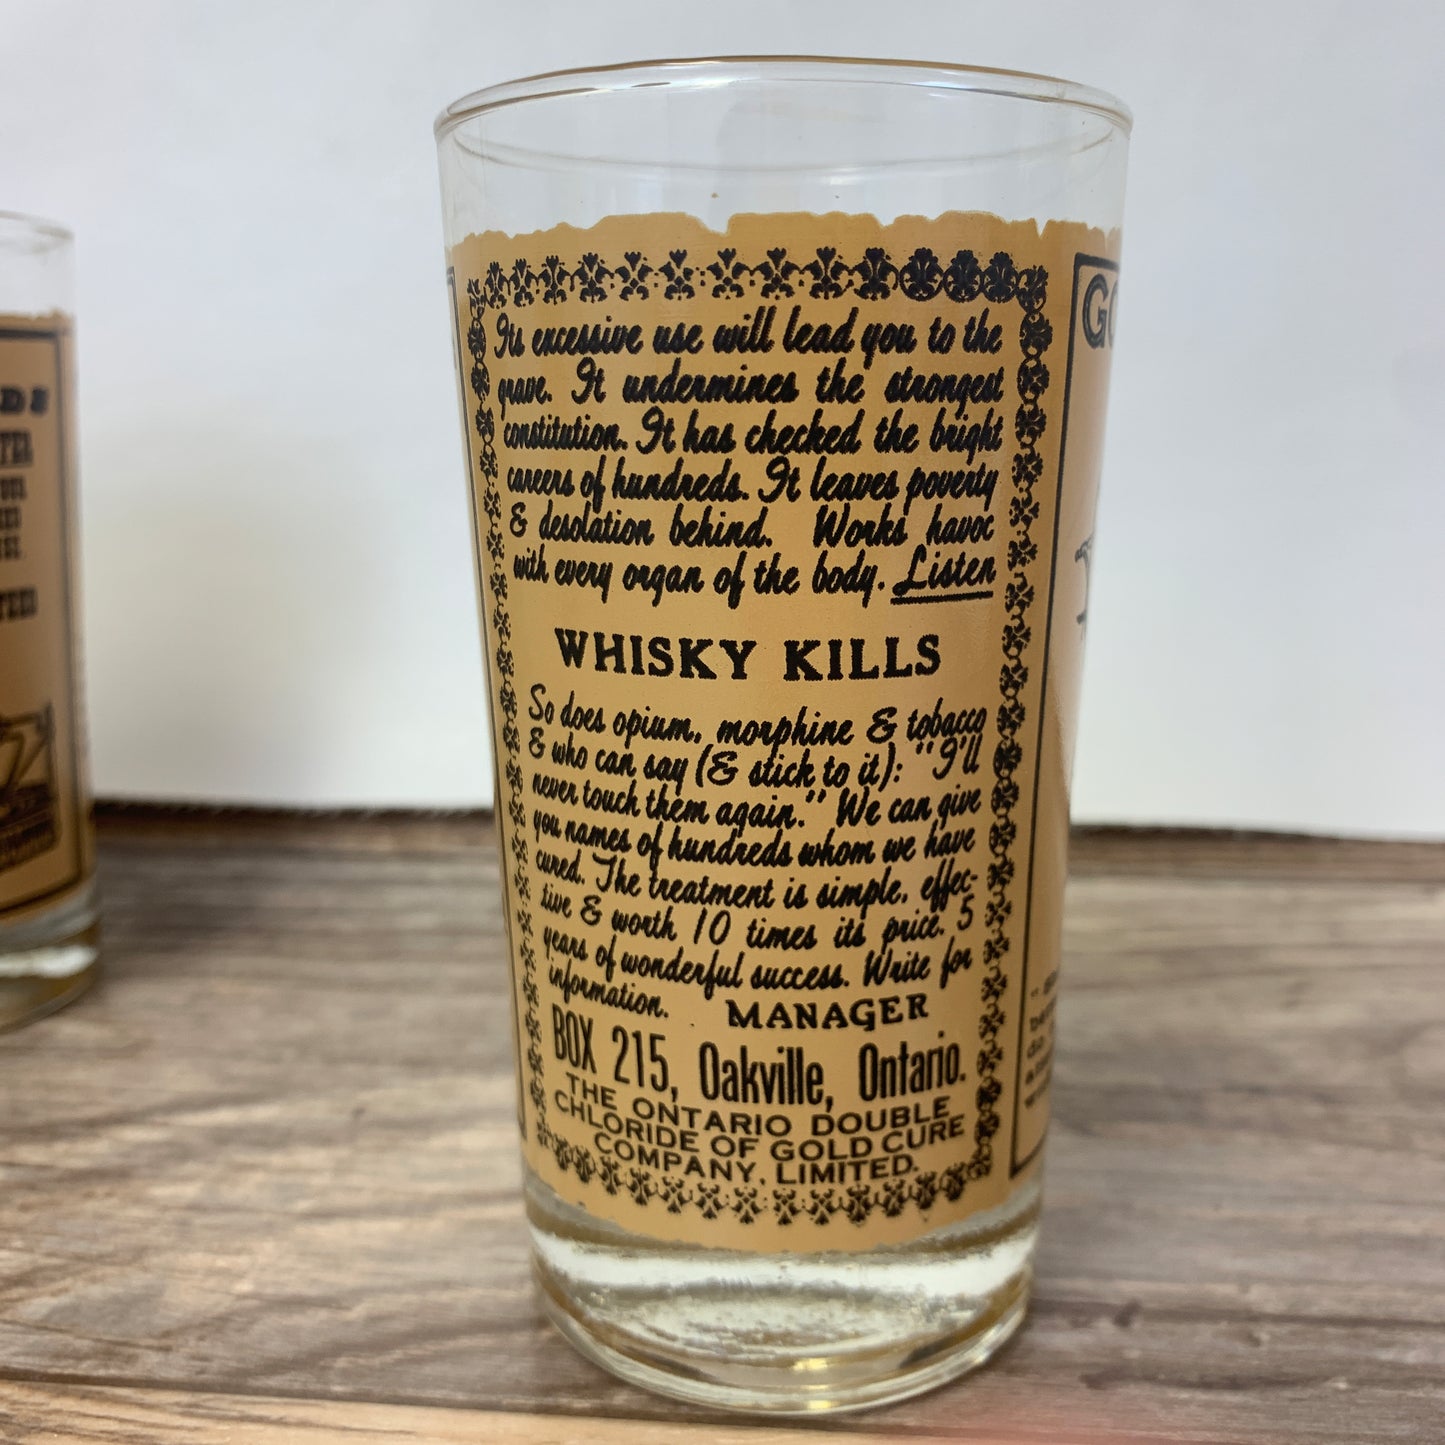 Its excessive use will lead you to the
grave. It undermines the strongest
constitution. It has checked the bright
careers of hundreds. It leaves poverty
& desolation behind. Works havoc
with every organ of the body. Listen
WHISKY KILLS
So does opium, morphine & tobacco
& who can say (& stick to it): "I'll
never touch them again." We can give
you names of hundreds whom we have
cured. The treatment is simple, effec-
tive & worth 10 times its price. 5
years of wonderful success. Write for
information. MANAGER
BOX 215, Oakville, Ontario.
THE ONTARIO DOUBLE
CHLORIDE OF GOLD CURE
COMPANY, LIMITED.